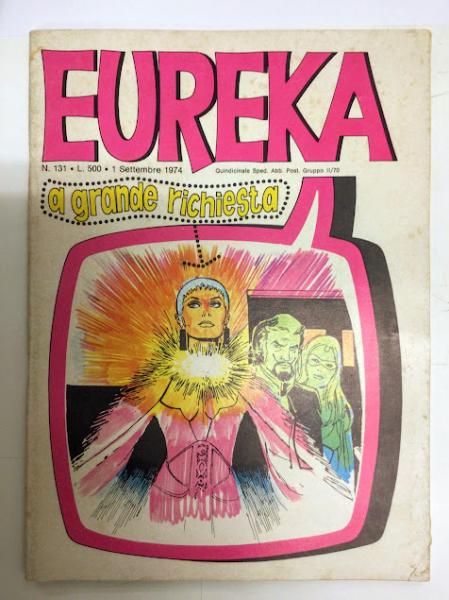 EUREKA
N. 131 • L. 500 • 1 Settembre 1974 Quindicinale Sped. Abb. Post. Gruppo II/70
a grande richiesta